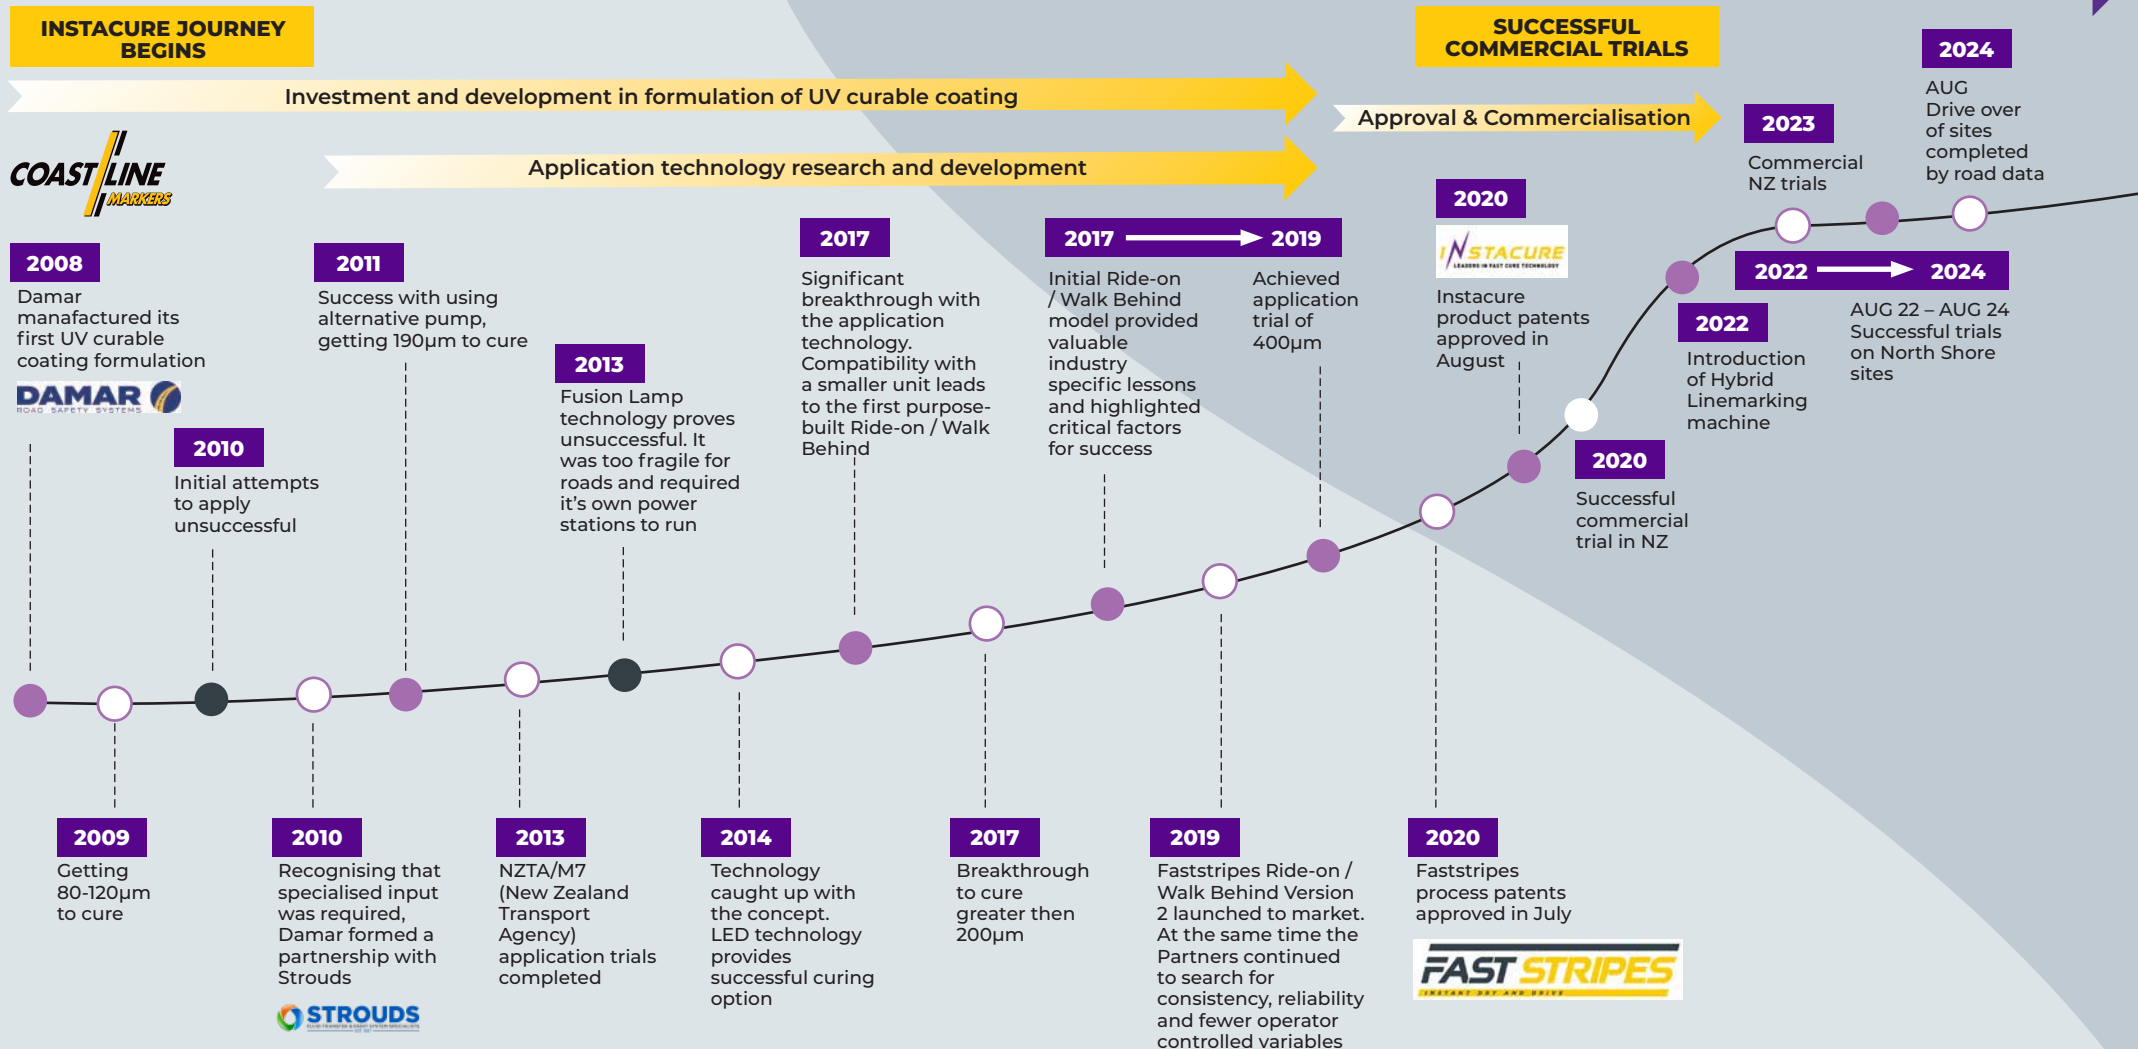 INSTACURE JOURNEY
BEGINS
SUCCESSFUL
COMMERCIAL TRIALS
Investment and development in formulation of UV curable coating
Application technology research and development
Approval & Commercialisation
COASTLINE
MARKERS
2008
Damar
manafactured its
first UV curable
coating formulation
DAMAR
ROAD SAFETY SYSTEMS
2009
Getting
80-120µm
to cure
2010
Initial attempts
to apply
unsuccessful
2010
Recognising that
specialised input
was required,
Damar formed a
partnership with
Strouds
STROUDS
2011
Success with using
alternative pump,
getting 190µm to cure
2013
NZTA/M7
(New Zealand
Transport
Agency)
application trials
completed
2013
Fusion Lamp
technology proves
unsuccessful. It
was too fragile for
roads and required
it's own power
stations to run
2014
Technology
caught up with
the concept.
LED technology
provides
successful curing
option
2017
Significant
breakthrough with
the application
technology.
Compatibility with
a smaller unit leads
to the first purpose-
built Ride-on / Walk
Behind
2017
Breakthrough
to cure
greater then
200µm
2017
2019
Initial Ride-on
/ Walk Behind
model provided
valuable
industry
specific lessons
and highlighted
critical factors
for success
Achieved
application
trial of
400µm
2019
Faststripes Ride-on /
Walk Behind Version
2 launched to market.
At the same time the
Partners continued
to search for
consistency, reliability
and fewer operator
controlled variables
2020
Faststripes
process patents
approved in July
FAST STRIPES
INSTANT DRY AND DRIVE
2020
INSTACURE
LEADERS IN FAST CURE TECHNOLOGY
Instacure
product patents
approved in
August
2020
Successful
commercial
trial in NZ
2022
Introduction
of Hybrid
Linemarking
machine
2023
Commercial
NZ trials
2022
2024
AUG 22 – AUG 24
Successful trials
on North Shore
sites
2024
AUG
Drive over
of sites
completed
by road data